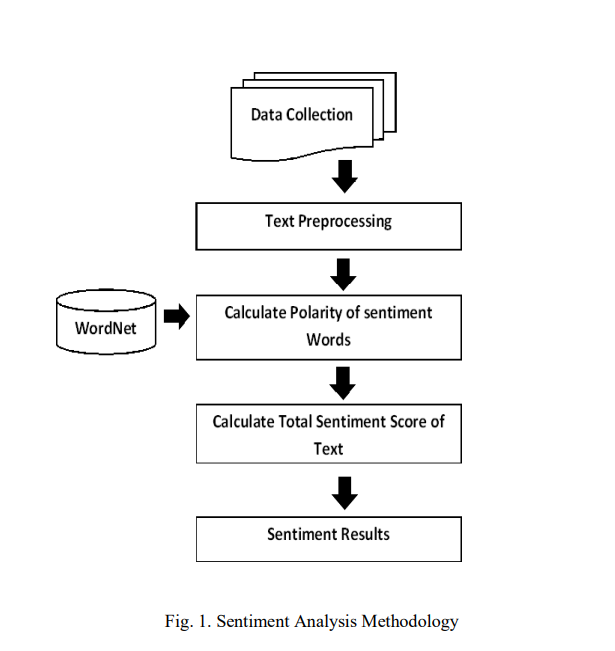 Data Collection
Text Preprocessing
WordNet
Calculate Polarity of sentiment
Words
Calculate Total Sentiment Score of
Text
Sentiment Results
Fig. 1. Sentiment Analysis Methodology